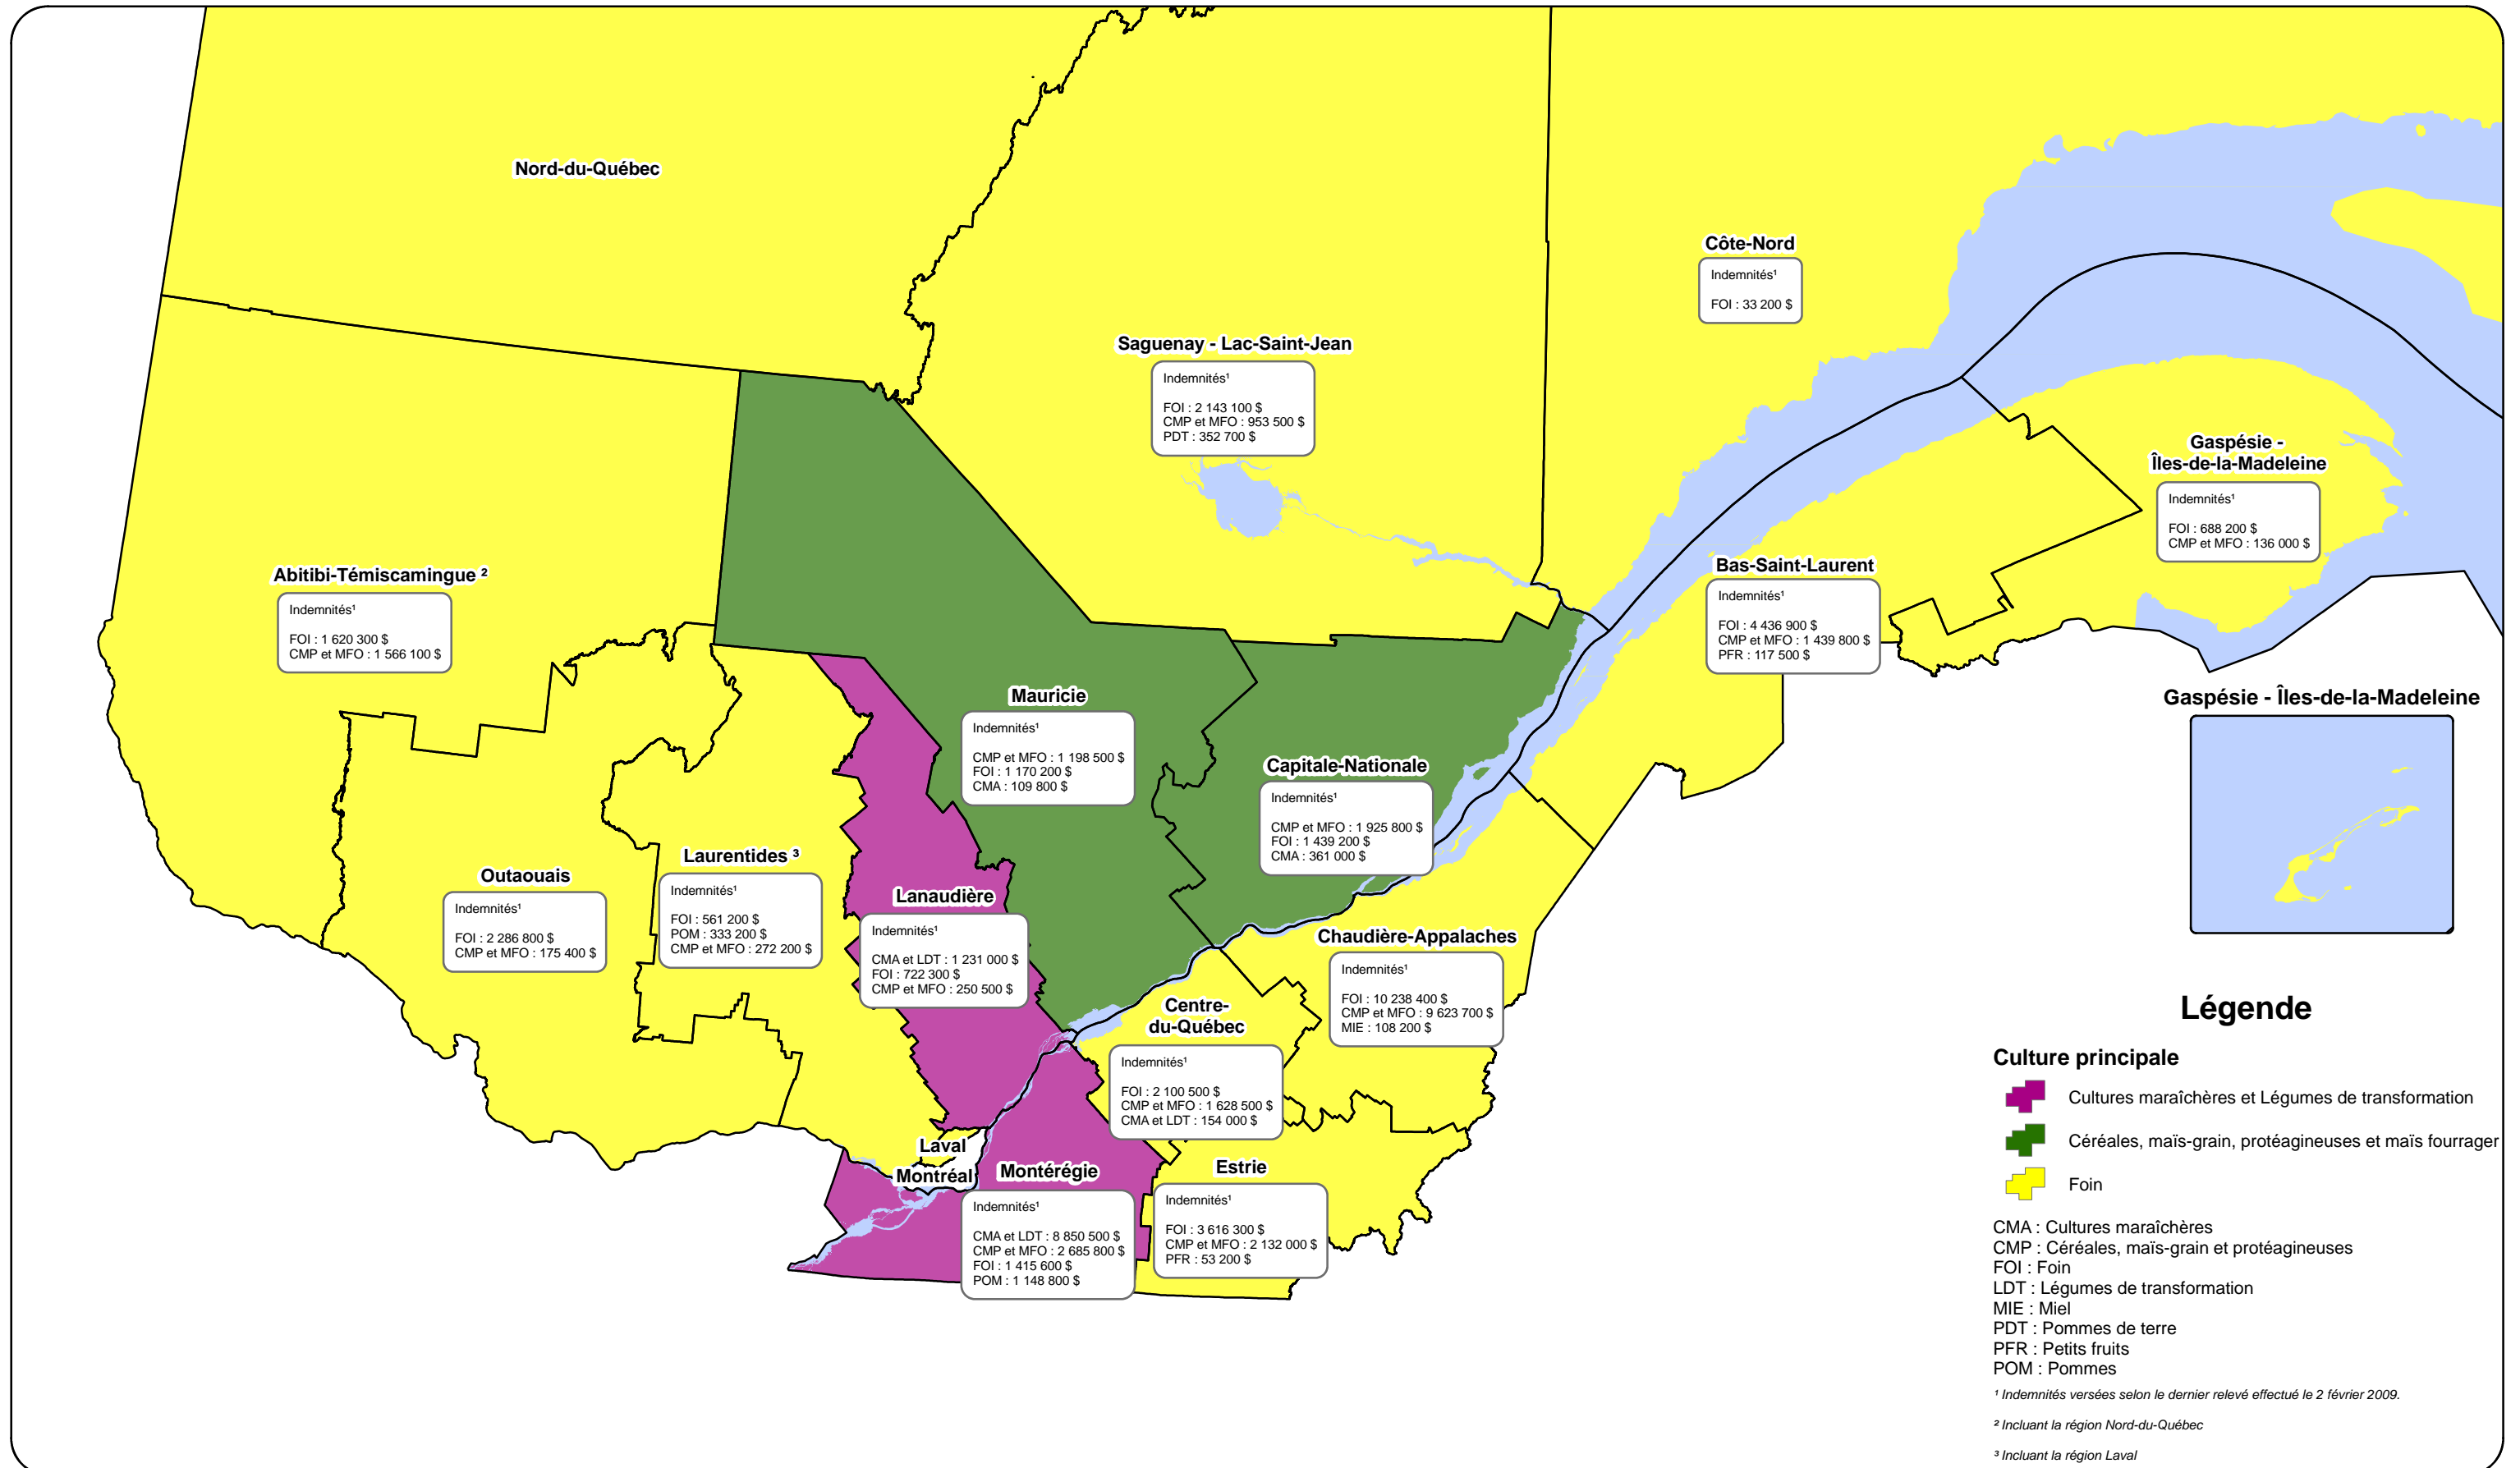 Nord-du-Québec
Côte-Nord
Indemnités¹
FOI : 33 200 $
Saguenay - Lac-Saint-Jean
Indemnités¹
FOI : 2 143 100 $
CMP et MFO : 953 500 $
PDT : 352 700 $
Gaspésie -
Îles-de-la-Madeleine
Indemnités¹
FOI : 688 200 $
CMP et MFO : 136 000 $
Abitibi-Témiscamingue ²
Indemnités¹
FOI : 1 620 300 $
CMP et MFO : 1 566 100 $
Bas-Saint-Laurent
Indemnités¹
FOI : 4 436 900 $
CMP et MFO : 1 439 800 $
PFR : 117 500 $
Mauricie
Indemnités¹
CMP et MFO : 1 198 500 $
FOI : 1 170 200 $
CMA : 109 800 $
Gaspésie - Îles-de-la-Madeleine
Capitale-Nationale
Indemnités¹
CMP et MFO : 1 925 800 $
FOI : 1 439 200 $
CMA : 361 000 $
Outaouais
Indemnités¹
FOI : 2 286 800 $
CMP et MFO : 175 400 $
Laurentides ³
Indemnités¹
FOI : 561 200 $
POM : 333 200 $
CMP et MFO : 272 200 $
Lanaudière
Indemnités¹
CMA et LDT : 1 231 000 $
FOI : 722 300 $
CMP et MFO : 250 500 $
Chaudière-Appalaches
Indemnités¹
FOI : 10 238 400 $
CMP et MFO : 9 623 700 $
MIE : 108 200 $
Centre-
du-Québec
Indemnités¹
FOI : 2 100 500 $
CMP et MFO : 1 628 500 $
CMA et LDT : 154 000 $
Laval
Montréal
Montérégie
Indemnités¹
CMA et LDT : 8 850 500 $
CMP et MFO : 2 685 800 $
FOI : 1 415 600 $
POM : 1 148 800 $
Estrie
Indemnités¹
FOI : 3 616 300 $
CMP et MFO : 2 132 000 $
PFR : 53 200 $
Légende
Culture principale
Cultures maraîchères et Légumes de transformation
Céréales, maïs-grain, protéagineuses et maïs fourrager
Foin
CMA : Cultures maraîchères
CMP : Céréales, maïs-grain et protéagineuses
FOI : Foin
LDT : Légumes de transformation
MIE : Miel
PDT : Pommes de terre
PFR : Petits fruits
POM : Pommes
¹ Indemnités versées selon le dernier relevé effectué le 2 février 2009.
² Incluant la région Nord-du-Québec
³ Incluant la région Laval